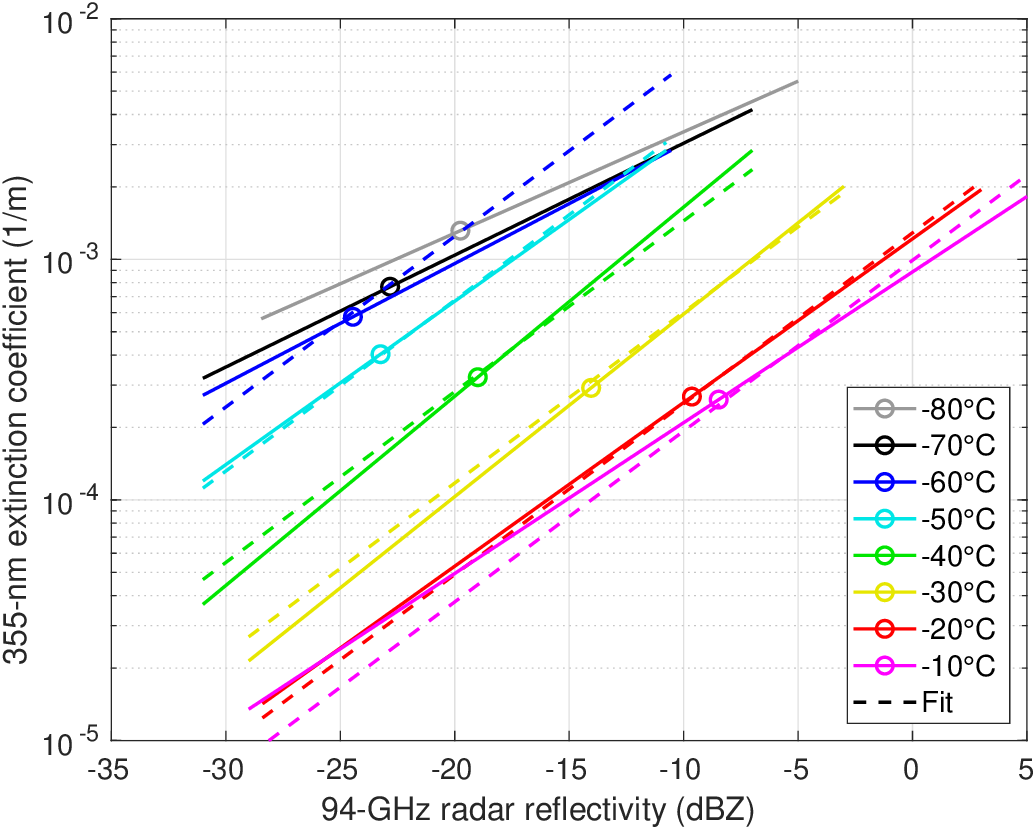 10-2
10-3
10-4
10-5
355-nm extinction coefficient (1/m)
-80°C
-70°C
-60°C
-50°C
-40°C
-30°C
-20°C
-10°C
Fit
-35 -30 -25 -20 -15 -10 -5 0 5
94-GHz radar reflectivity (dBZ)